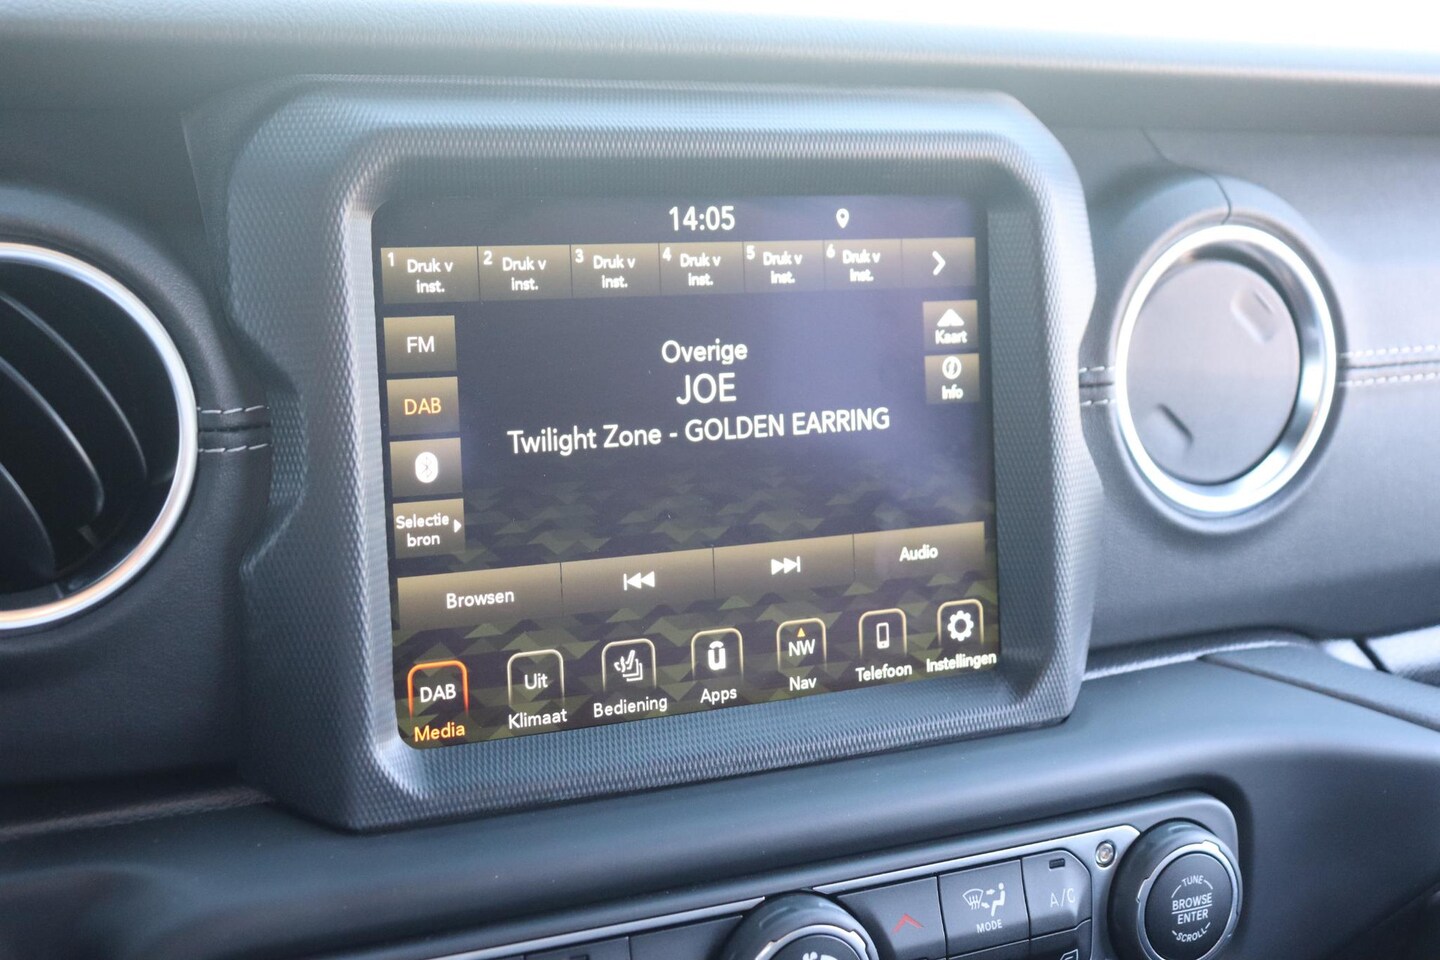 14:05
1 Druk v inst.
2 Druk v inst.
3 Druk v inst.
4 Druk v inst.
5 Druk v inst.
6 Druk v inst.
FM
DAB
Selectie
bron
Overige
JOE
Twilight Zone - GOLDEN EARRING
Kaart
Info
Browsen
Audio
DAB
Media
Uit
Klimaat
Bediening
ū
Apps
NW
Nav
Telefoon
Instellingen
MODE
A/C
TUNE
BROWSE
ENTER
SCROLL